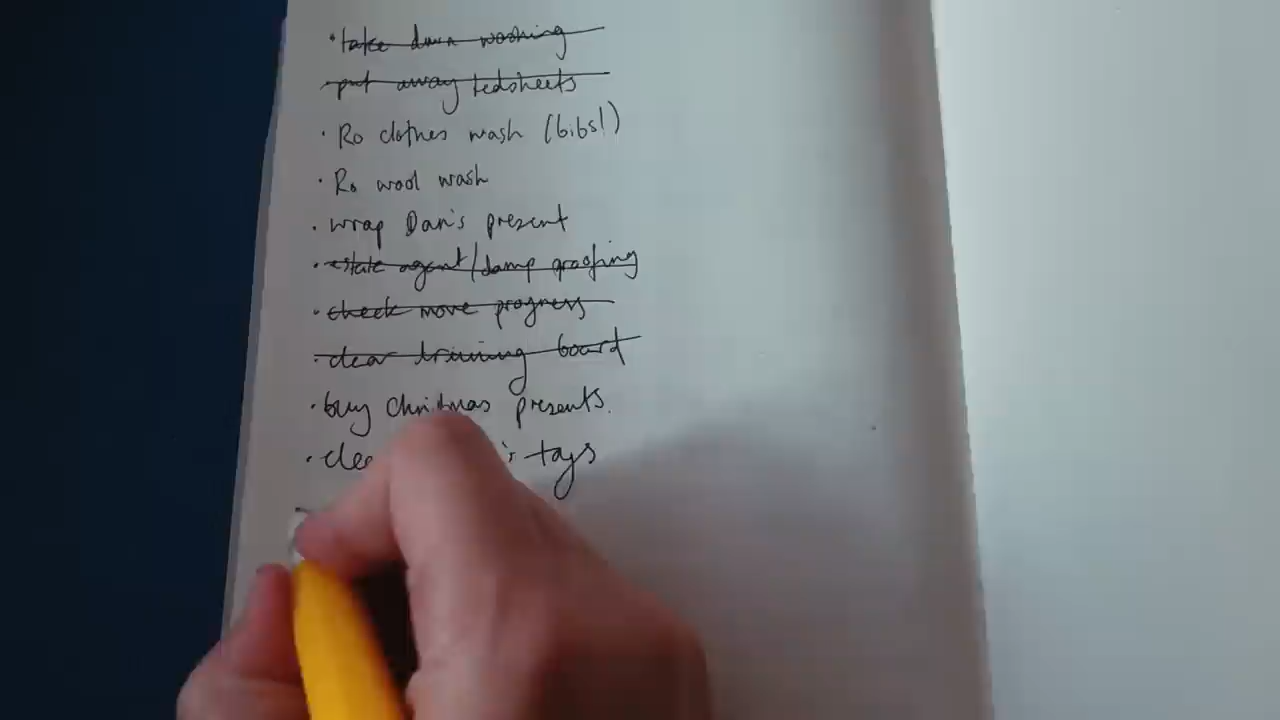 · take down washing
· put away bedsheets
· Ro clothes wash (bibs!)
· Ro wool wash
· wrap Dan's present
· estate agent/damp proofing
· check move progress
· clear training board
· buy Christmas presents.
· toys